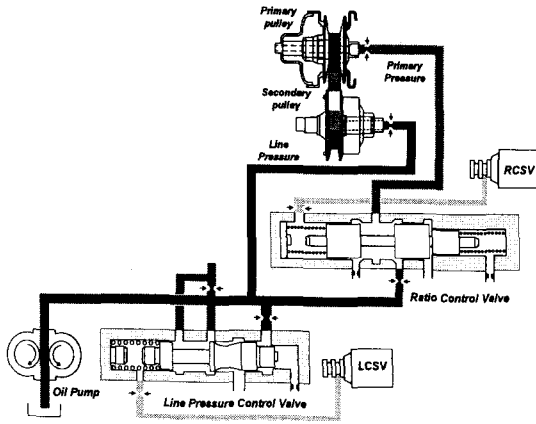 Primary
pulley
Primary
Pressure
Secondary
pulley
Line
Pressure
RCSV
Ratio Control Valve
Oil Pump
Line Pressure Control Valve
LCSV